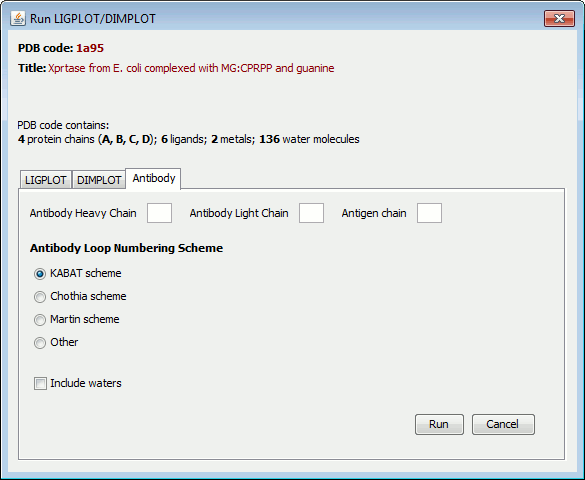 Run LIGPLOT/DIMPLOT
PDB code: 1a95
Title: Xprtase from E. coli complexed with MG:CPRPP and guanine
PDB code contains:
4 protein chains (A, B, C, D); 6 ligands; 2 metals; 136 water molecules
LIGPLOT DIMPLOT Antibody
Antibody Heavy Chain Antibody Light Chain Antigen chain
Antibody Loop Numbering Scheme
KABAT scheme
Chothia scheme
Martin scheme
Other
Include waters
Run Cancel